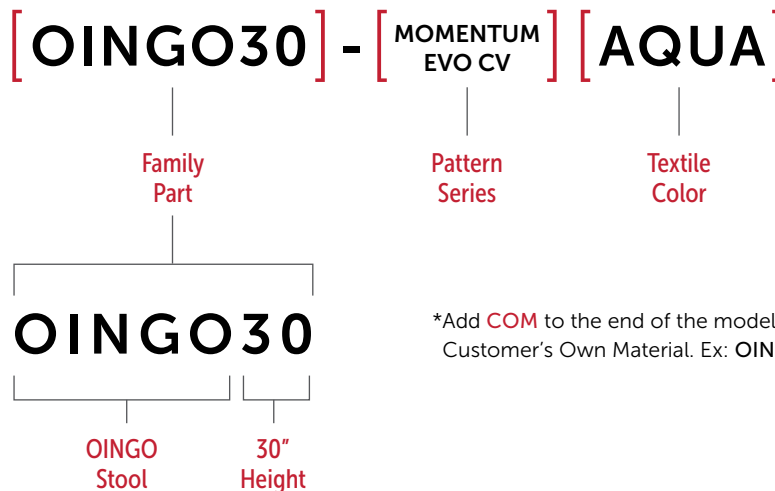 [OINGO30] - [MOMENTUM EVO CV] [AQUA]
Family Part
Pattern Series
Textile Color
OINGO30
*Add COM to the end of the model
Customer's Own Material. Ex: OIN
OINGO Stool
30" Height